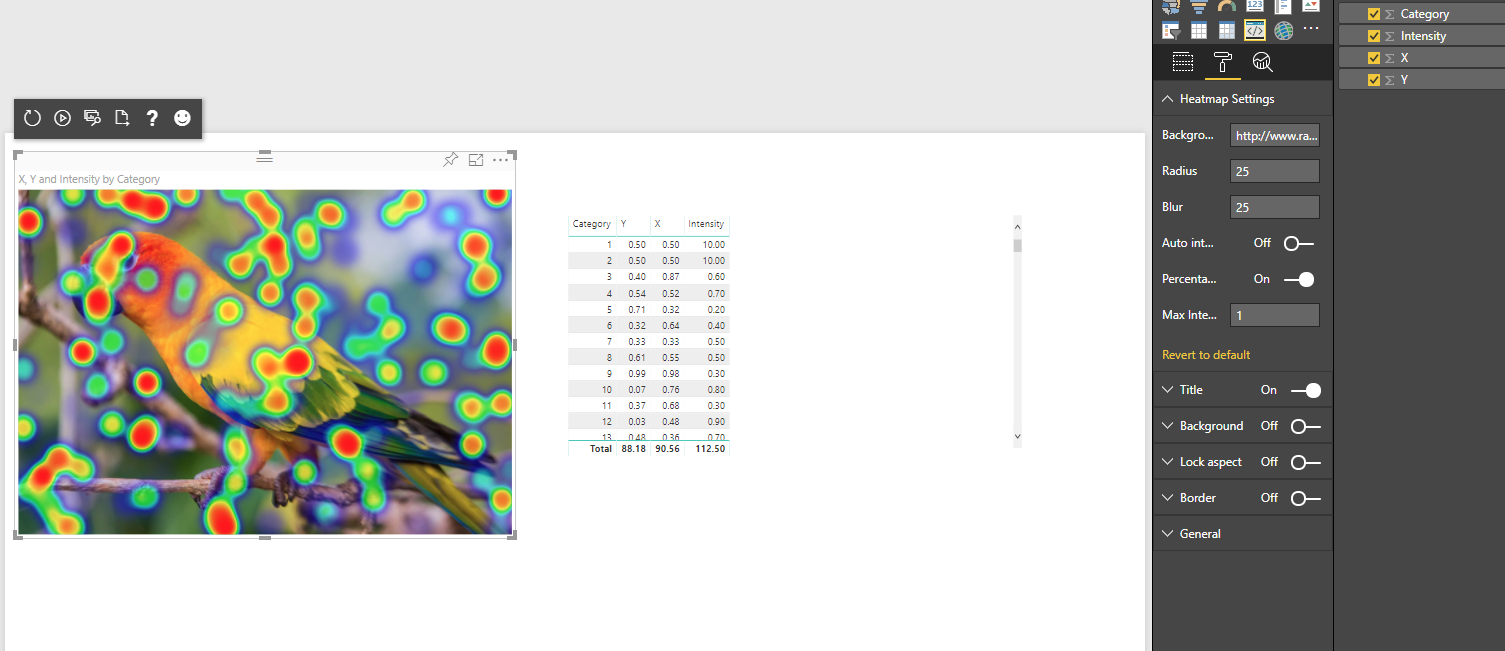 X, Y and Intensity by Category
Category Y X Intensity
1 0.50 0.50 10.00
2 0.50 0.50 10.00
3 0.40 0.87 0.60
4 0.54 0.52 0.70
5 0.71 0.32 0.20
6 0.32 0.64 0.40
7 0.33 0.33 0.50
8 0.61 0.55 0.50
9 0.99 0.98 0.30
10 0.07 0.76 0.80
11 0.37 0.68 0.30
12 0.03 0.48 0.90
13 0.48 0.36 0.70
Total 88.18 90.56 112.50
123
Heatmap Settings
Backgro... http://www.ra...
Radius 25
Blur 25
Auto int... Off
Percenta... On
Max Inte... 1
Revert to default
Title On
Background Off
Lock aspect Off
Border Off
General
Category
Intensity
X
Y